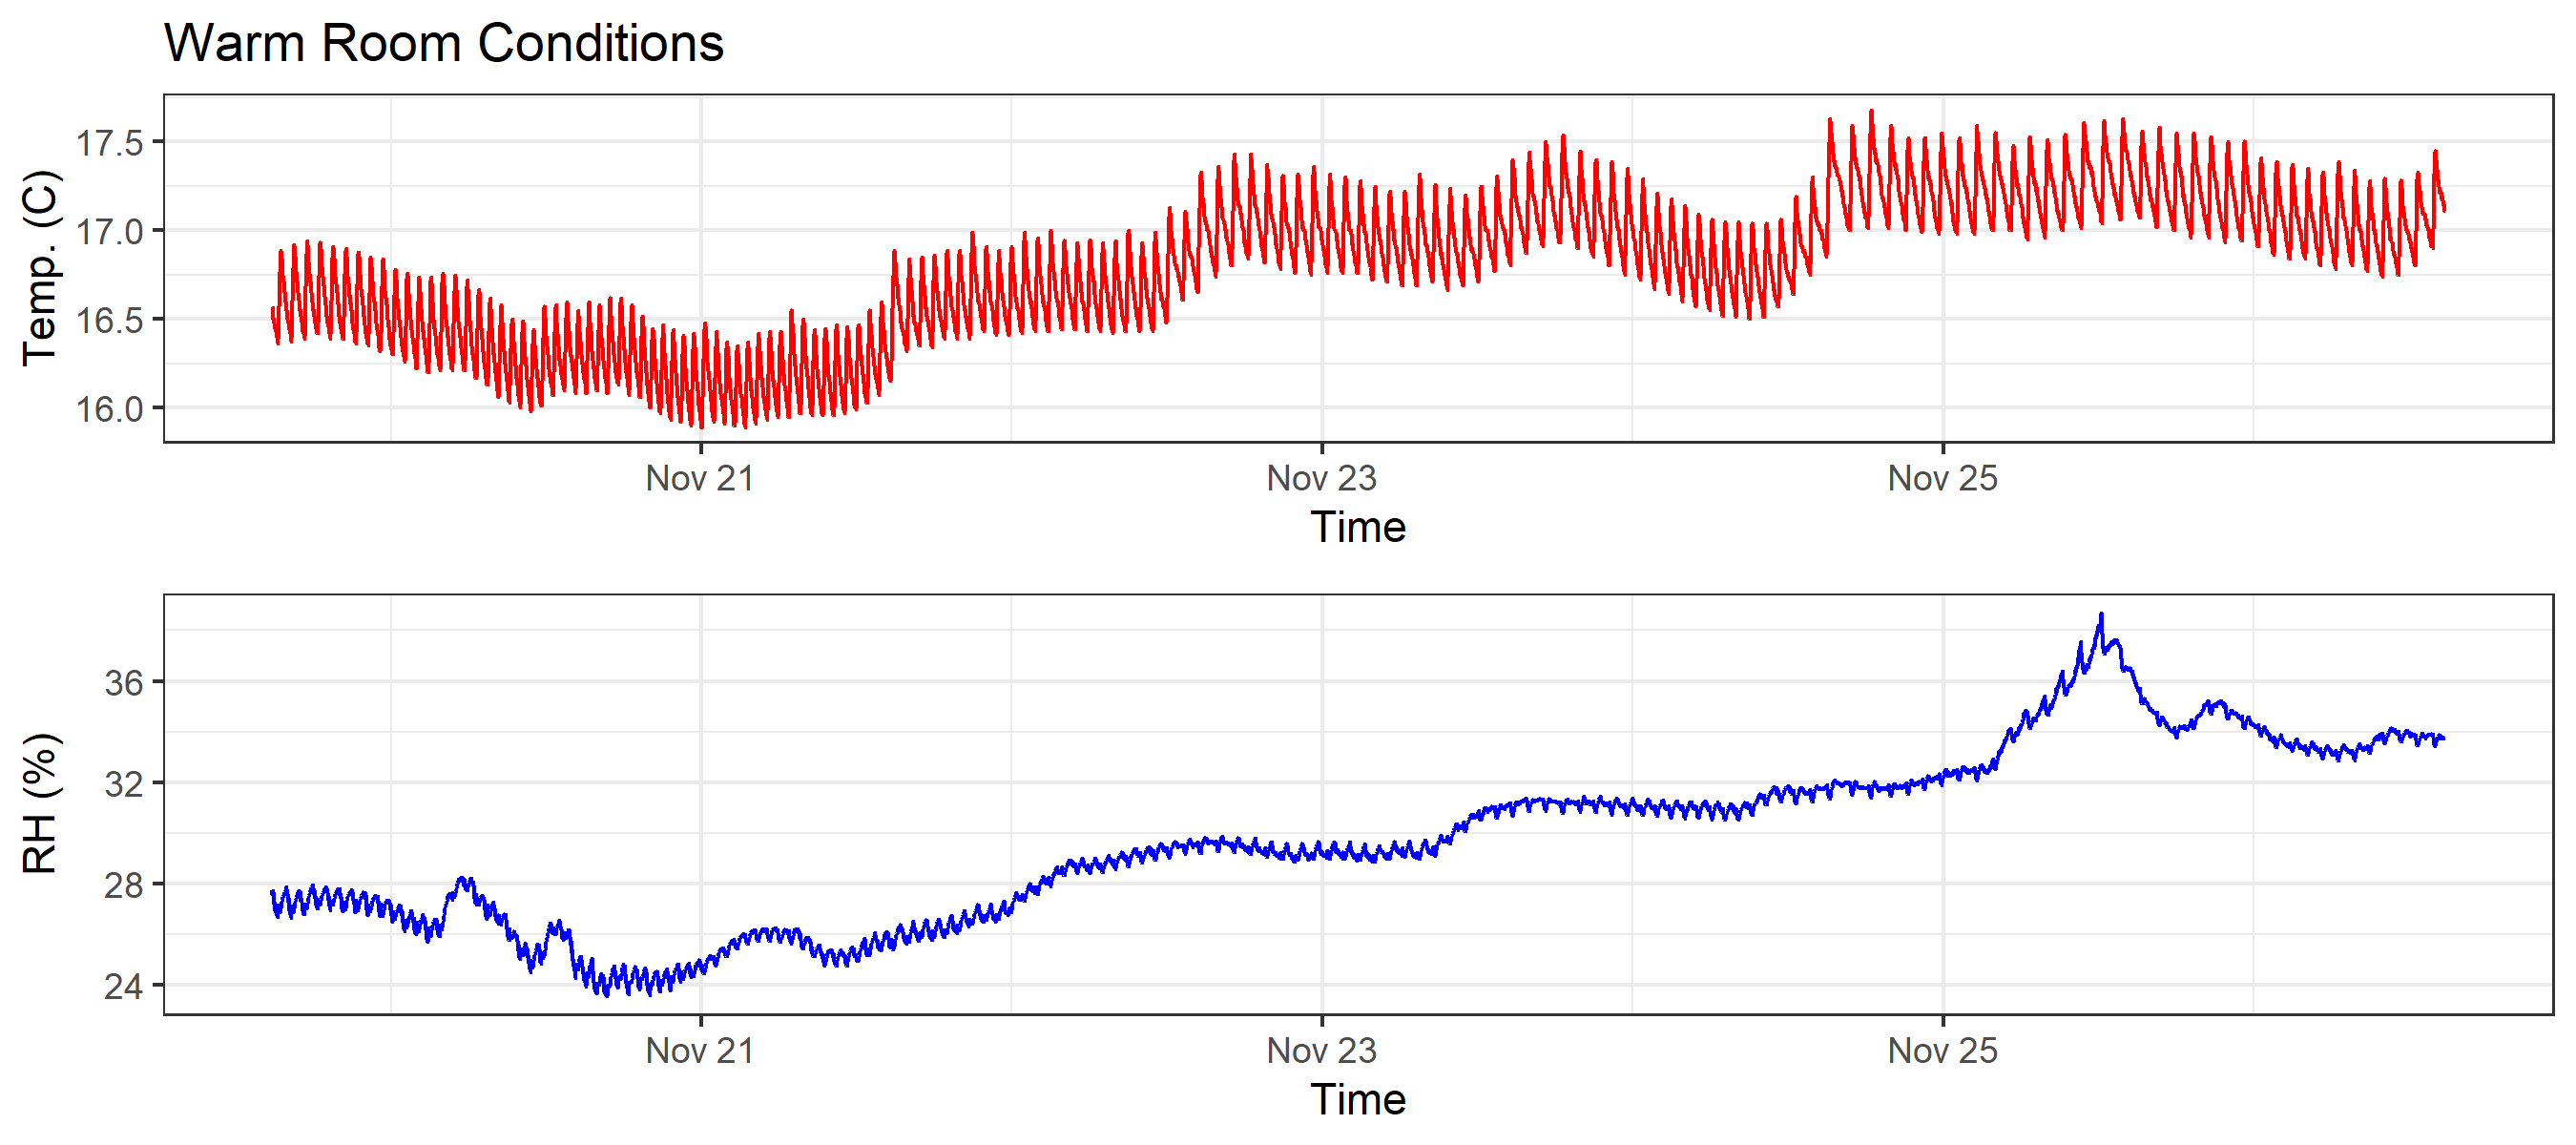 Warm Room Conditions
Temp. (C)
17.5
17.0
16.5
16.0
Nov 21 Nov 23 Nov 25
Time
RH (%)
36
32
28
24
Nov 21 Nov 23 Nov 25
Time